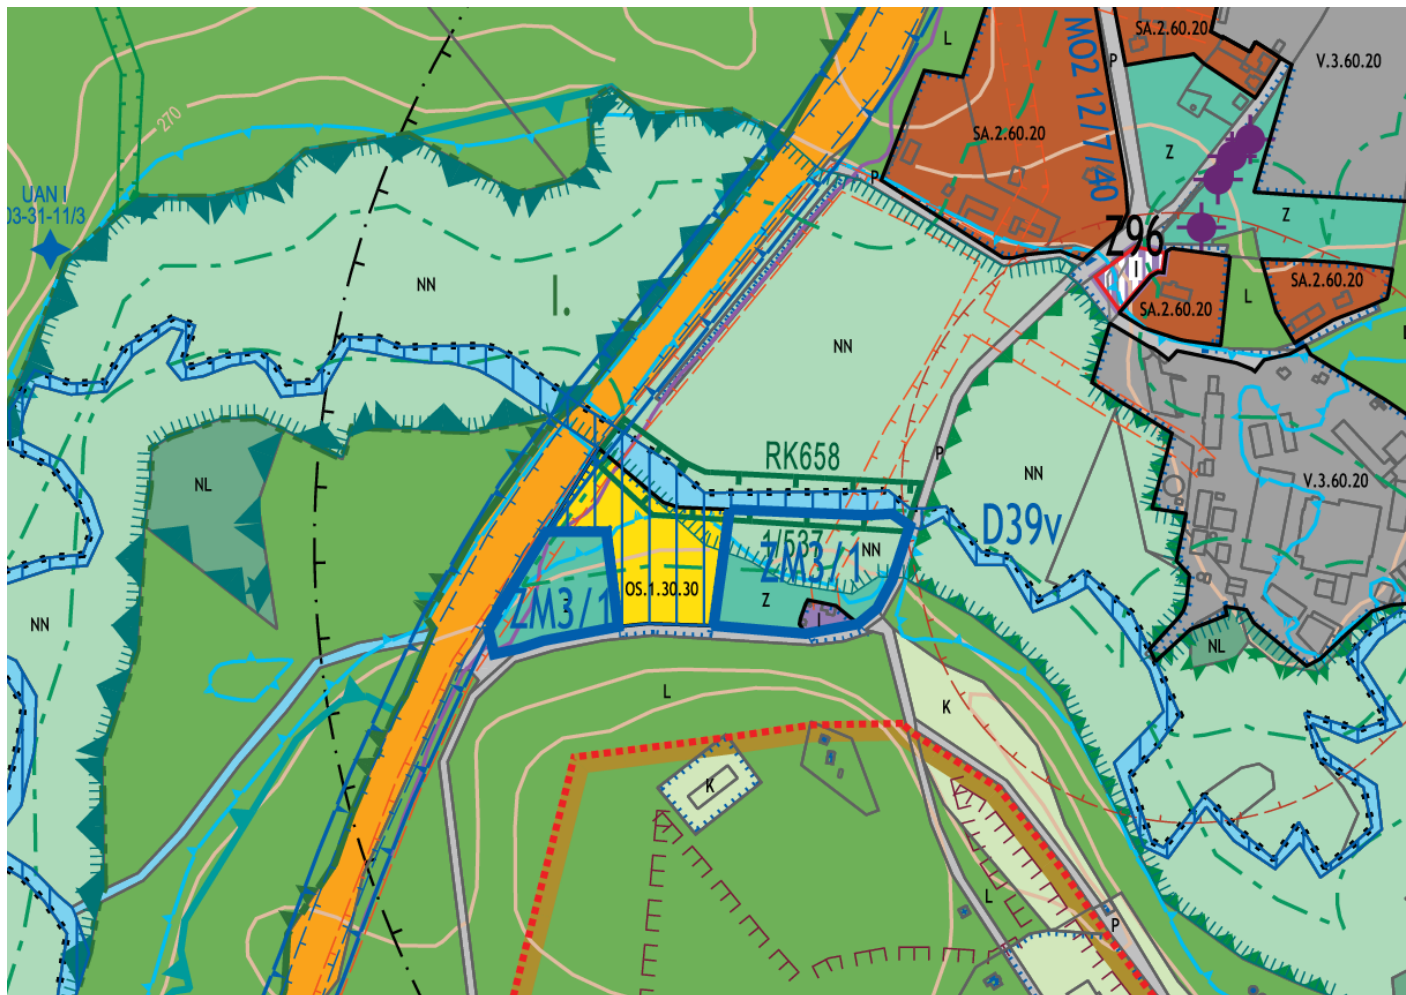 SA.2.60.20
L
P
V.3.60.20
MO2 12/7/40
270
SA.2.60.20
Z
P
UAN I
03-31-11/3
Z
Z96
I
NN
I.
SA.2.60.20
L
SA.2.60.20
NN
P
RK658
NN
NL
V.3.60.20
D39v
1/537
NN
ZM3/1
OS.1.30.30
ZM3/1
Z
I
NN
NL
L
K
K
L
P